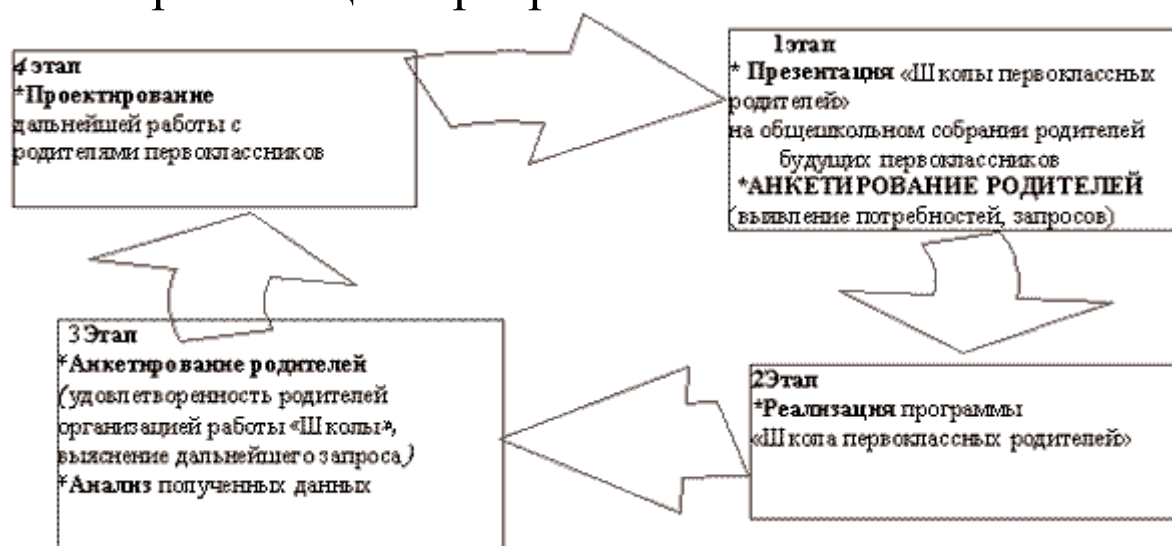 1этап
* Презентация «Школы первоклассных
родителей»
на общешкольном собрании родителей
будущих первоклассников
*АНКЕТИРОВАНИЕ РОДИТЕЛЕЙ
(выявление потребностей, запросов)
2Этап
*Реализация программы
«Школа первоклассных родителей»
3Этап
*Анкетирование родителей
(удовлетворенность родителей
организацией работы «Школы»,
выяснение дальнейшего запроса)
*Анализ полученных данных
4 этап
*Проектирование
дальнейшей работы с
родителями первоклассников